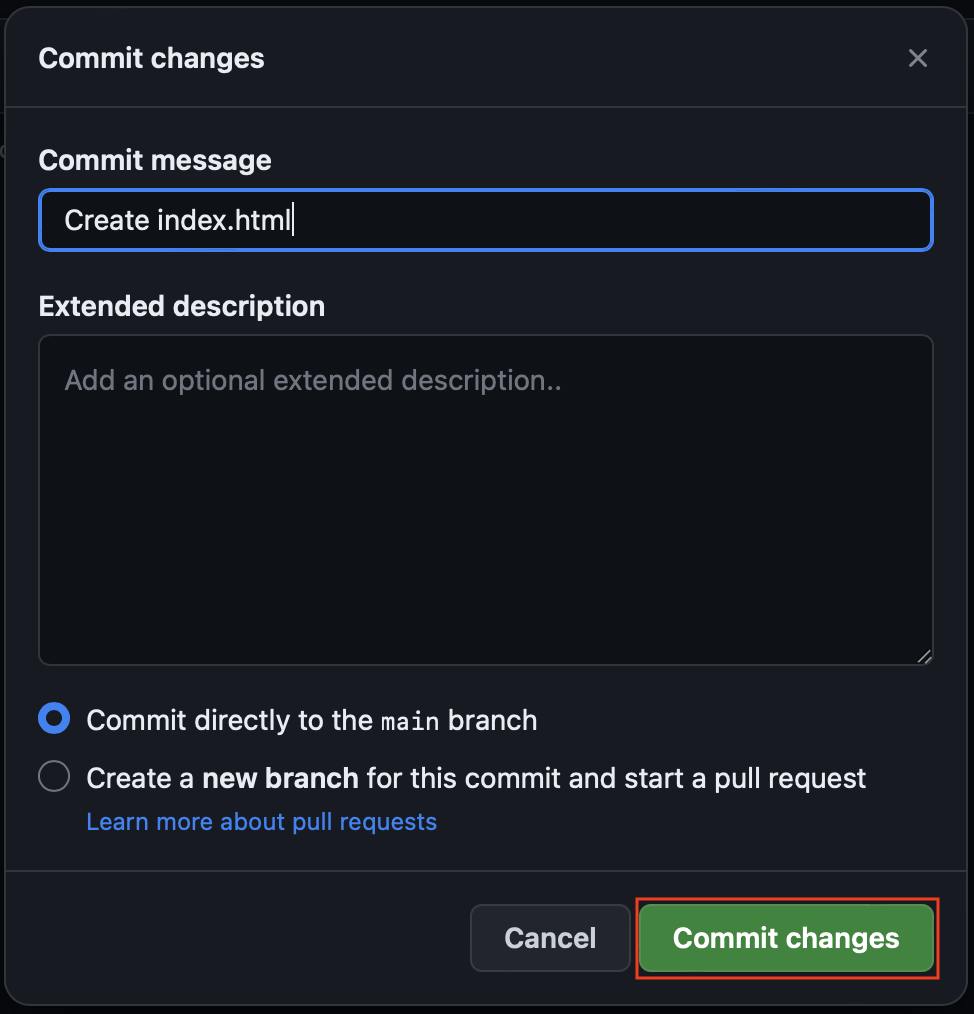 Commit changes
Commit message
Create index.html
Extended description
Add an optional extended description..
Commit directly to the main branch
Create a new branch for this commit and start a pull request
Learn more about pull requests
Cancel
Commit changes